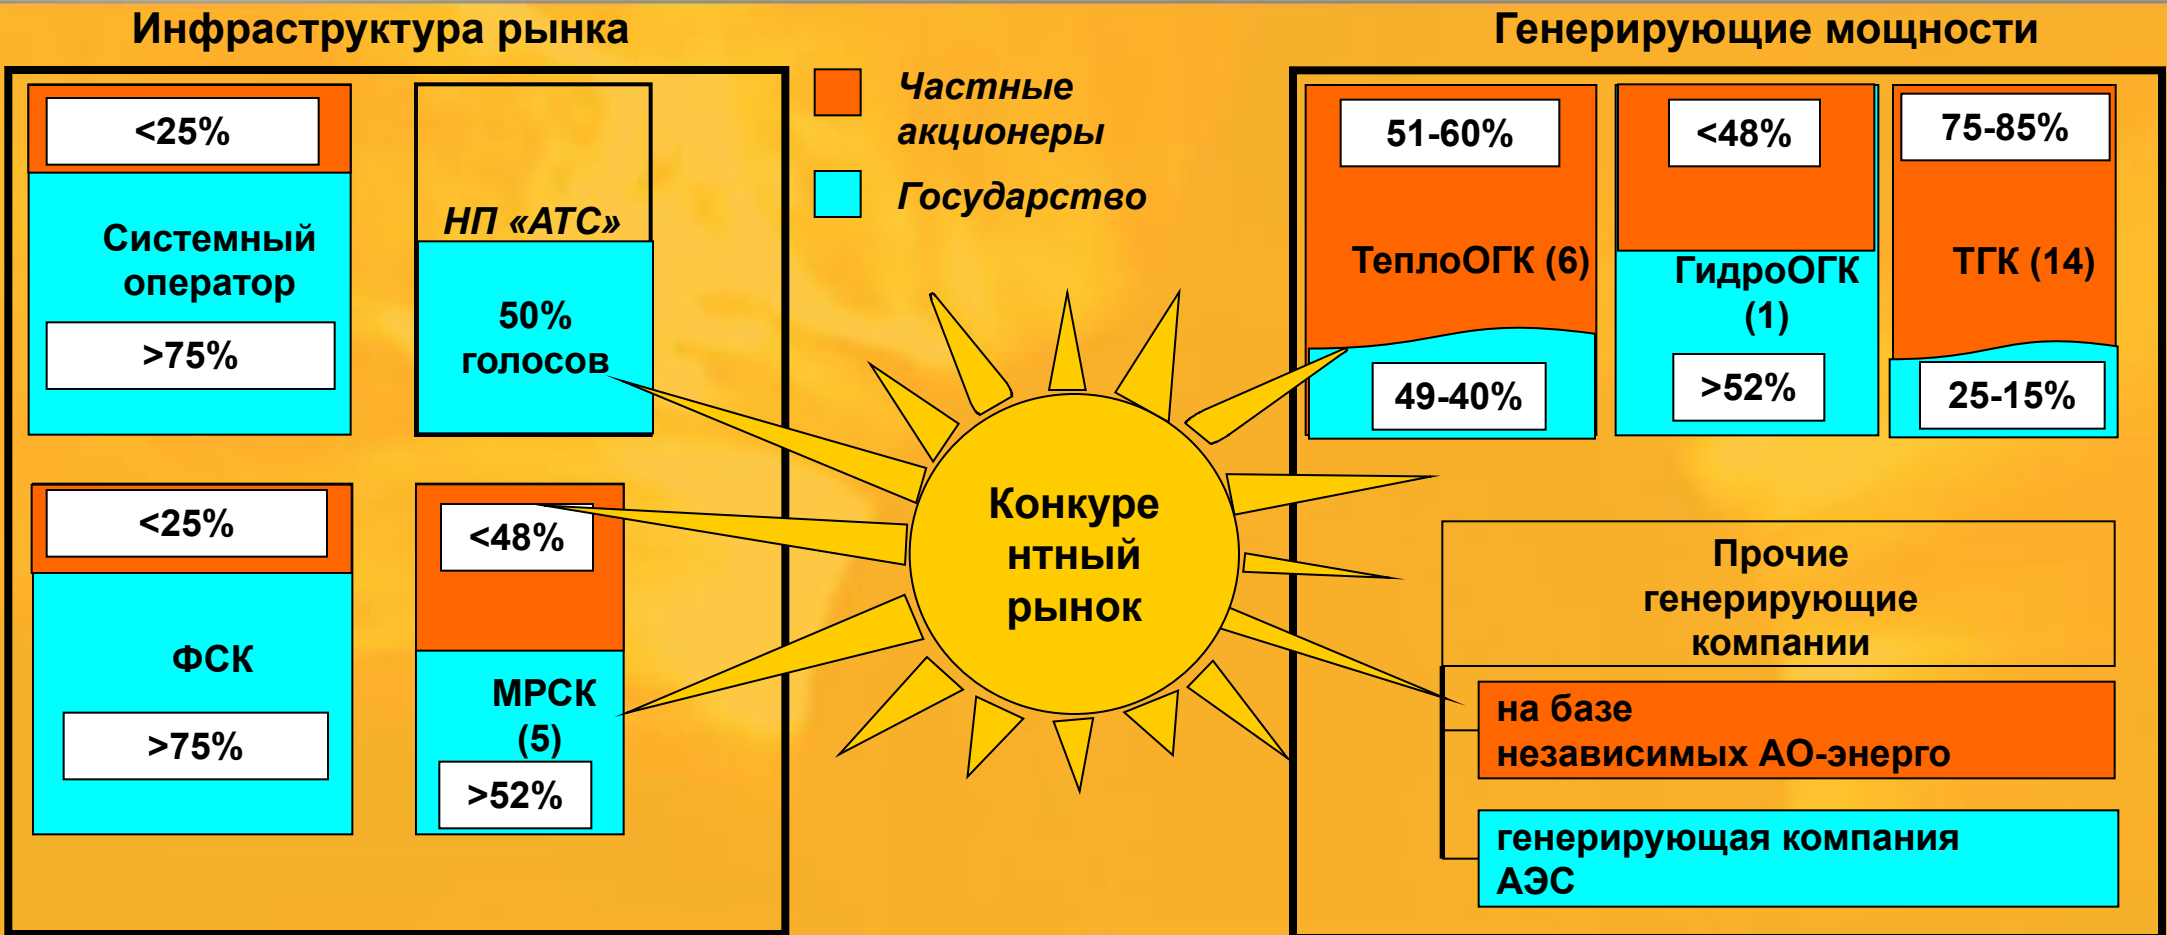 Инфраструктура рынка
<25%
Системный
оператор
>75%
НП «АТС»
50%
голосов
<25%
ФСК
>75%
<48%
МРСК
(5)
>52%
Частные
акционеры
Государство
Конкуре
нтный
рынок
Генерирующие мощности
51-60%
ТеплоОГК (6)
49-40%
<48%
ГидроОГК
(1)
>52%
75-85%
ТГК (14)
25-15%
Прочие
генерирующие
компании
на базе
независимых АО-энерго
генерирующая компания
АЭС